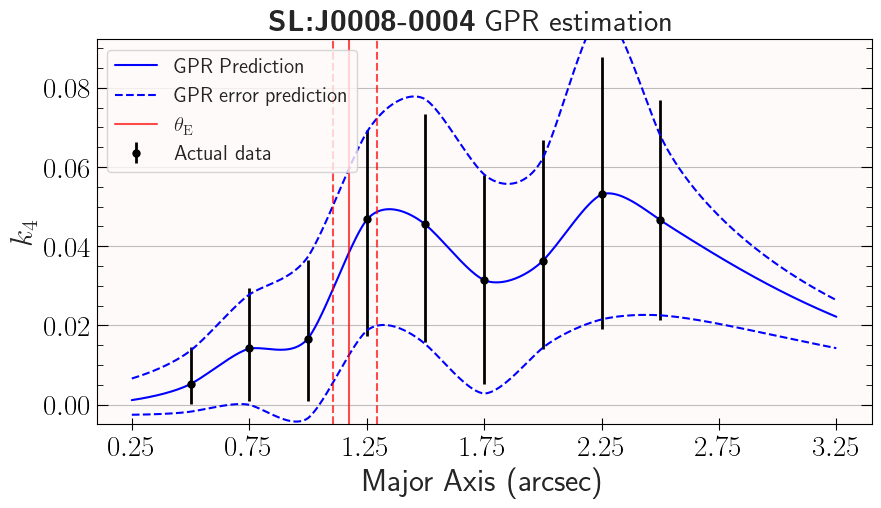 SL:J0008-0004 GPR estimation
GPR Prediction
GPR error prediction
θ_E
Actual data
0.08
0.06
0.04
0.02
0.00
k_4
0.25 0.75 1.25 1.75 2.25 2.75 3.25
Major Axis (arcsec)